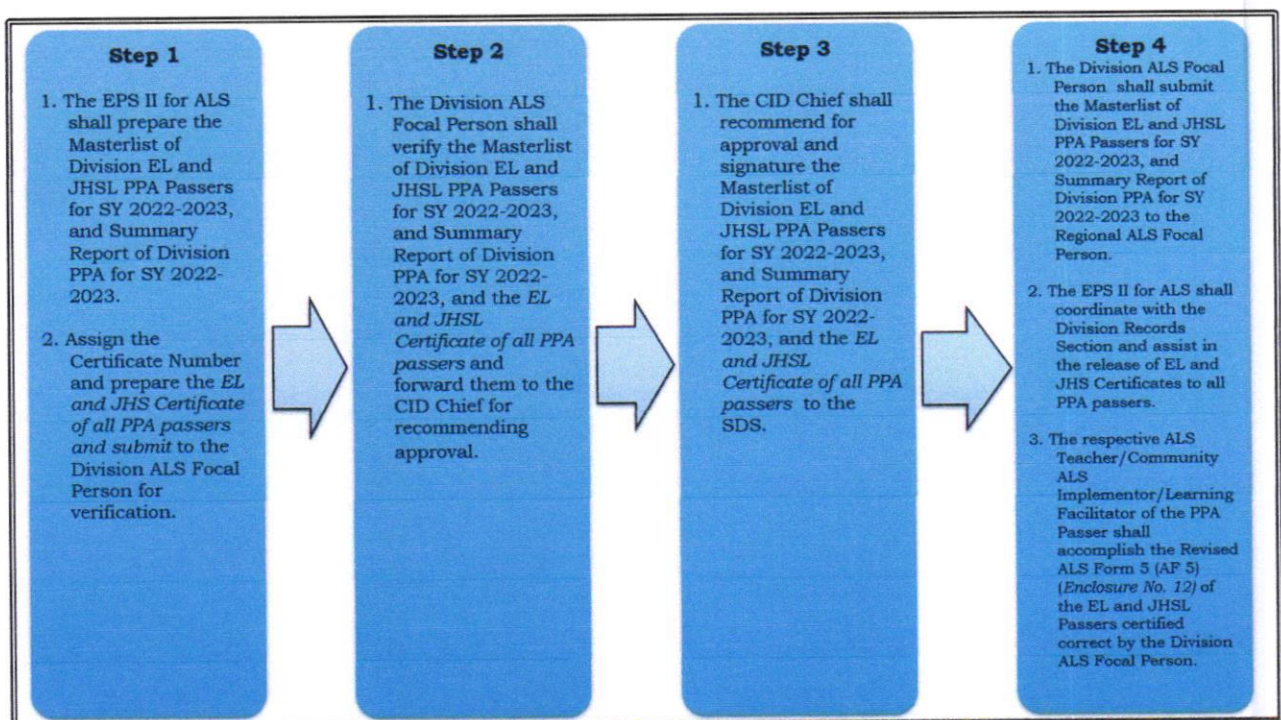 Step 1
1. The EPS II for ALS
shall prepare the
Masterlist of
Division EL and
JHSL PPA Passers
for SY 2022-2023,
and Summary
Report of Division
PPA for SY 2022-
2023.
2. Assign the
Certificate Number
and prepare the EL
and JHS Certificate
of all PPA passers
and submit to the
Division ALS Focal
Person for
verification.
Step 2
1. The Division ALS
Focal Person shall
verify the Masterlist
of Division EL and
JHSL PPA Passers
for SY 2022-2023,
and Summary
Report of Division
PPA for SY 2022-
2023, and the EL
and JHSL
Certificate of all PPA
passers and
forward them to the
CID Chief for
recommending
approval.
Step 3
1. The CID Chief shall
recommend for
approval and
signature the
Masterlist of
Division EL and
JHSL PPA Passers
for SY 2022-2023,
and Summary
Report of Division
PPA for SY 2022-
2023, and the EL
and JHSL
Certificate of all PPA
passers to the
SDS.
Step 4
1. The Division ALS Focal
Person shall submit
the Masterlist of
Division EL and JHSL
PPA Passers for SY
2022-2023, and
Summary Report of
Division PPA for SY
2022-2023 to the
Regional ALS Focal
Person.
2. The EPS II for ALS shall
coordinate with the
Division Records
Section and assist in
the release of EL and
JHS Certificates to all
PPA passers.
3. The respective ALS
Teacher/Community
ALS
Implementor/Learning
Facilitator of the PPA
Passer shall
accomplish the Revised
ALS Form 5 (AF 5)
(Enclosure No. 12) of
the EL and JHSL
Passers certified
correct by the Division
ALS Focal Person.